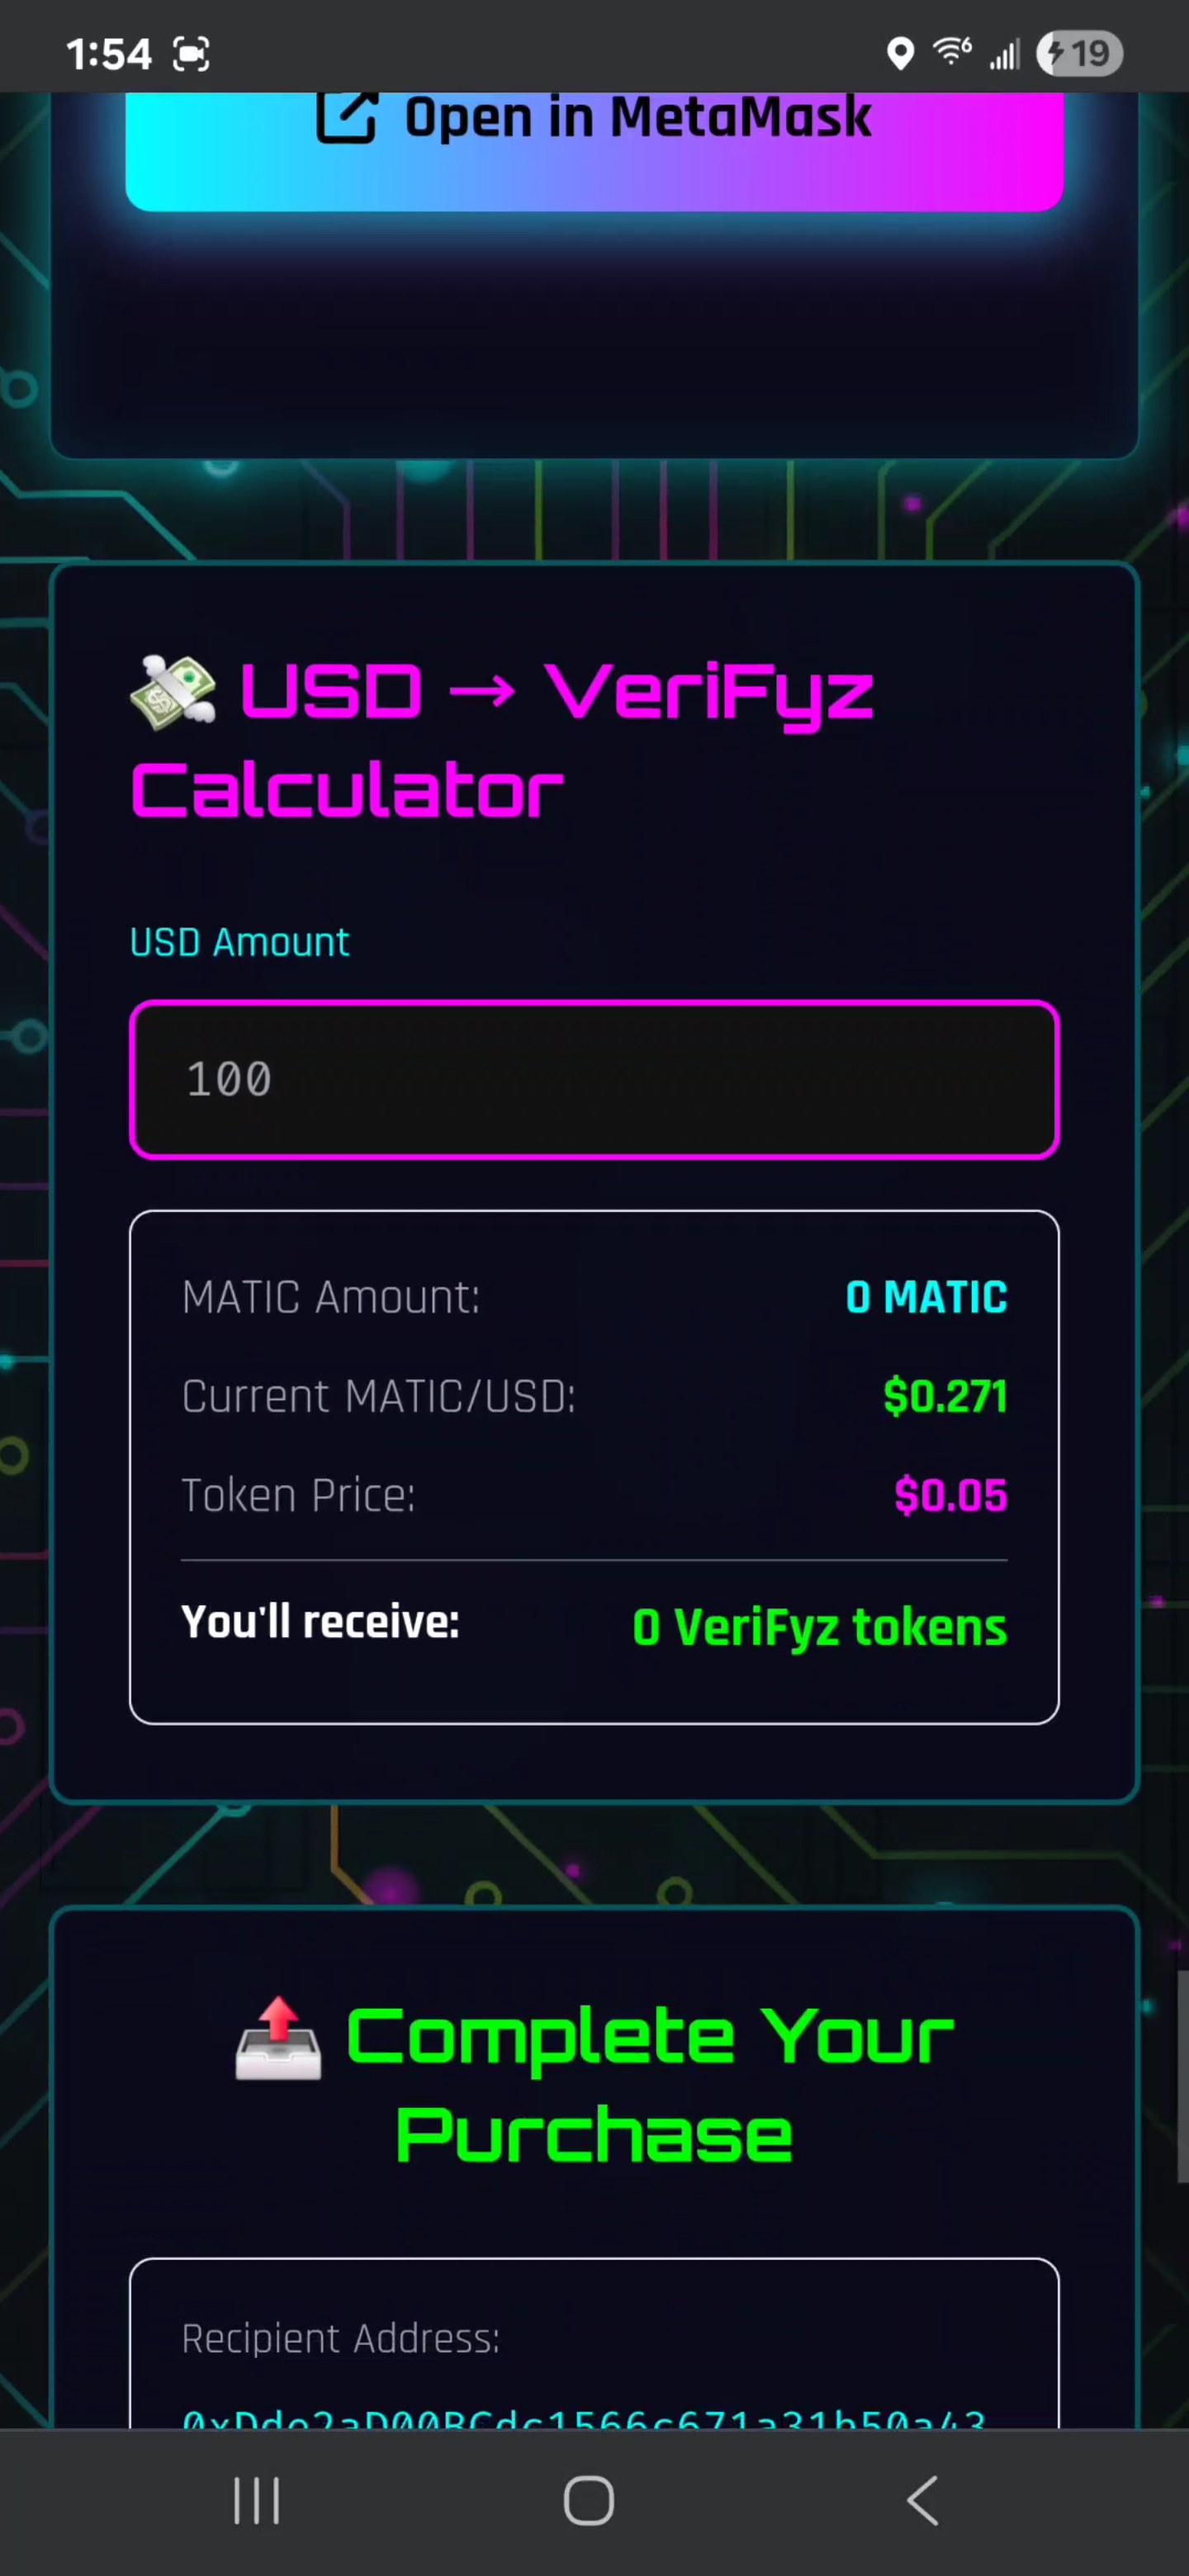 1:54
6
19
Open in MetaMask
USD → VeriFyz
Calculator
USD Amount
100
MATIC Amount: 0 MATIC
Current MATIC/USD: $0.271
Token Price: $0.05
You'll receive: 0 VeriFyz tokens
Complete Your
Purchase
Recipient Address: